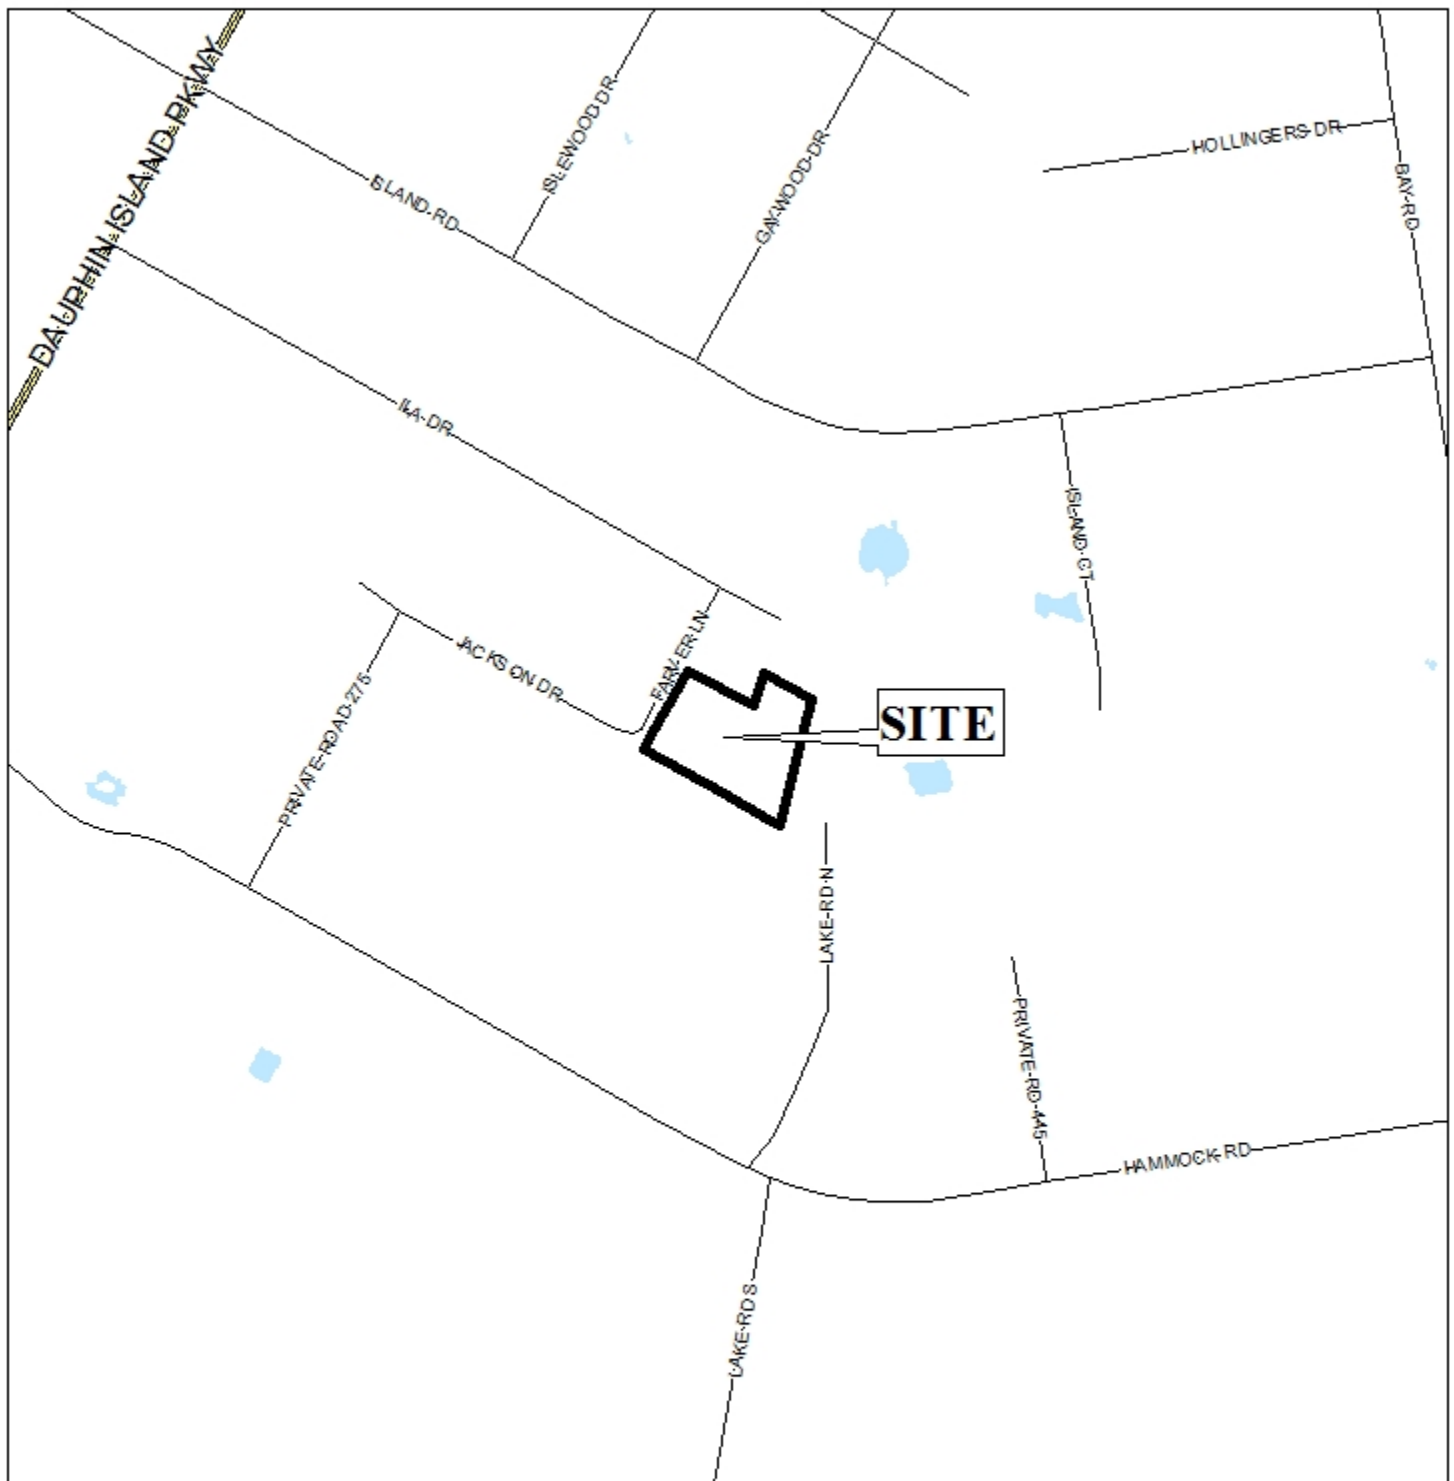 DAUPHIN ISLAND PKWY
ISLEWOOD DR
HOLLINGERS DR
GAYWOOD DR
BAY RD
ISLAND RD
ILA DR
ISLAND CT
FARVER LN
JACKSON DR
PRIVATE ROAD 275
SITE
LAKE RD N
PRIVATE RD 445
HAMMOCK RD
LAKE RD S